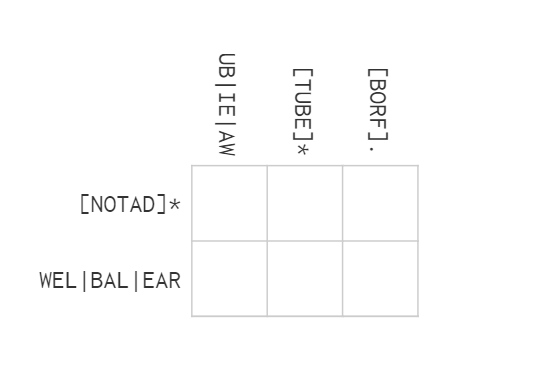 UB|IE|AW
[TUBE]*
[BORF].
[NOTAD]*
WEL|BAL|EAR